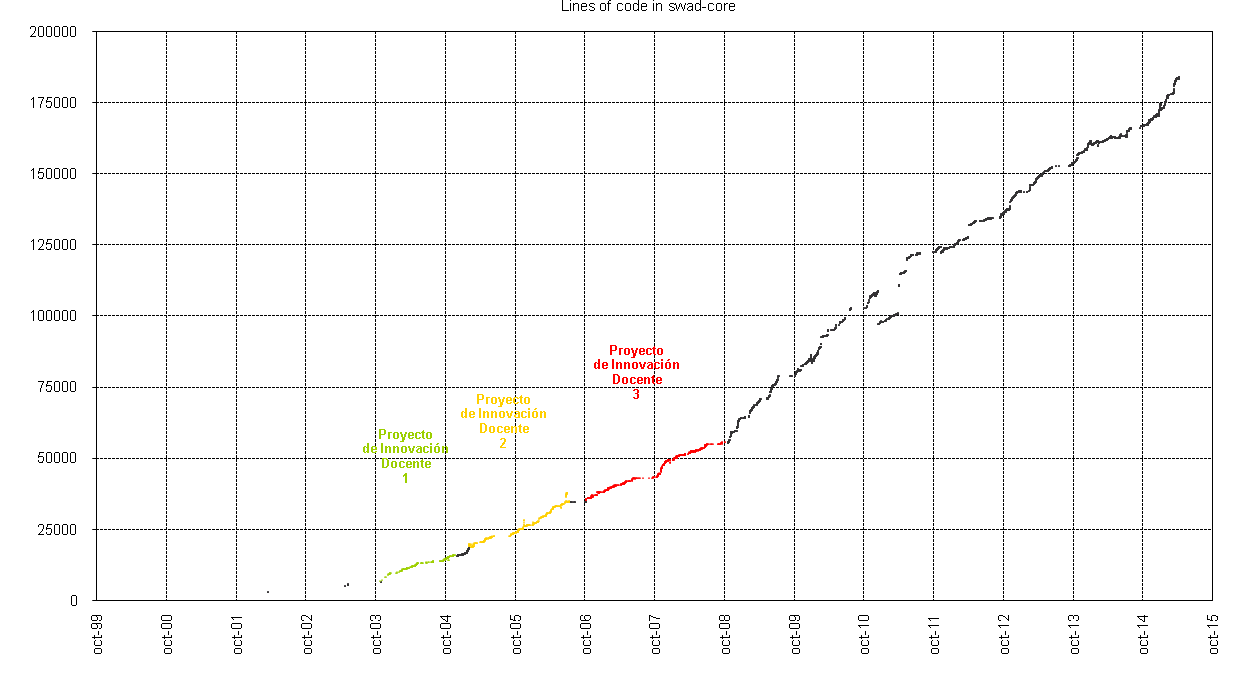 Lines of code in swad-core
200000
175000
150000
125000
100000
75000
50000
25000
0
Proyecto
de Innovación
Docente
1
Proyecto
de Innovación
Docente
2
Proyecto
de Innovación
Docente
3
oct-99
oct-00
oct-01
oct-02
oct-03
oct-04
oct-05
oct-06
oct-07
oct-08
oct-09
oct-10
oct-11
oct-12
oct-13
oct-14
oct-15